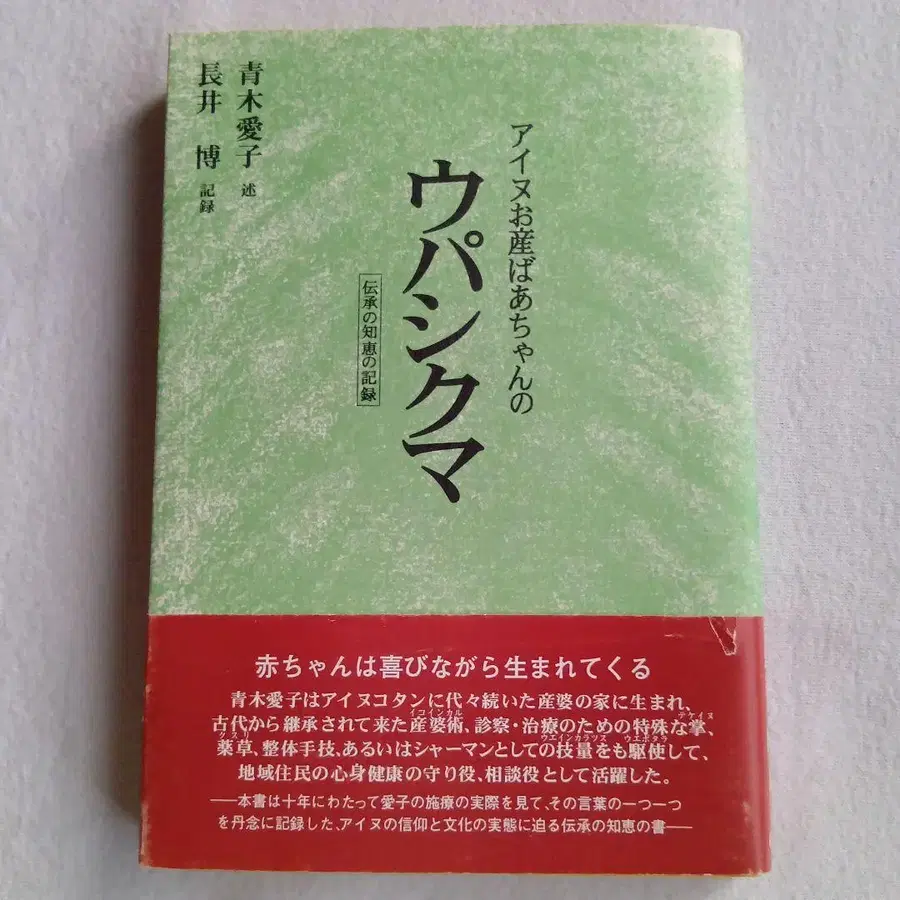 アイヌお産ばあちゃんの
ウパシクマ
伝承の知恵の記録
青木愛子 述
長井 博 記録
赤ちゃんは喜びながら生まれてくる
青木愛子はアイヌコタンに代々続いた産婆の家に生まれ、
古代から継承されて来た産婆術、診察・治療のための特殊な掌、
薬草、整体手技、あるいはシャーマンとしての技量をも駆使して、
地域住民の心身健康の守り役、相談役として活躍した。
──本書は十年にわたって愛子の施療の実際を見て、その言葉の一つ一つ
を丹念に記録した、アイヌの信仰と文化の実態に迫る伝承の知恵の書──